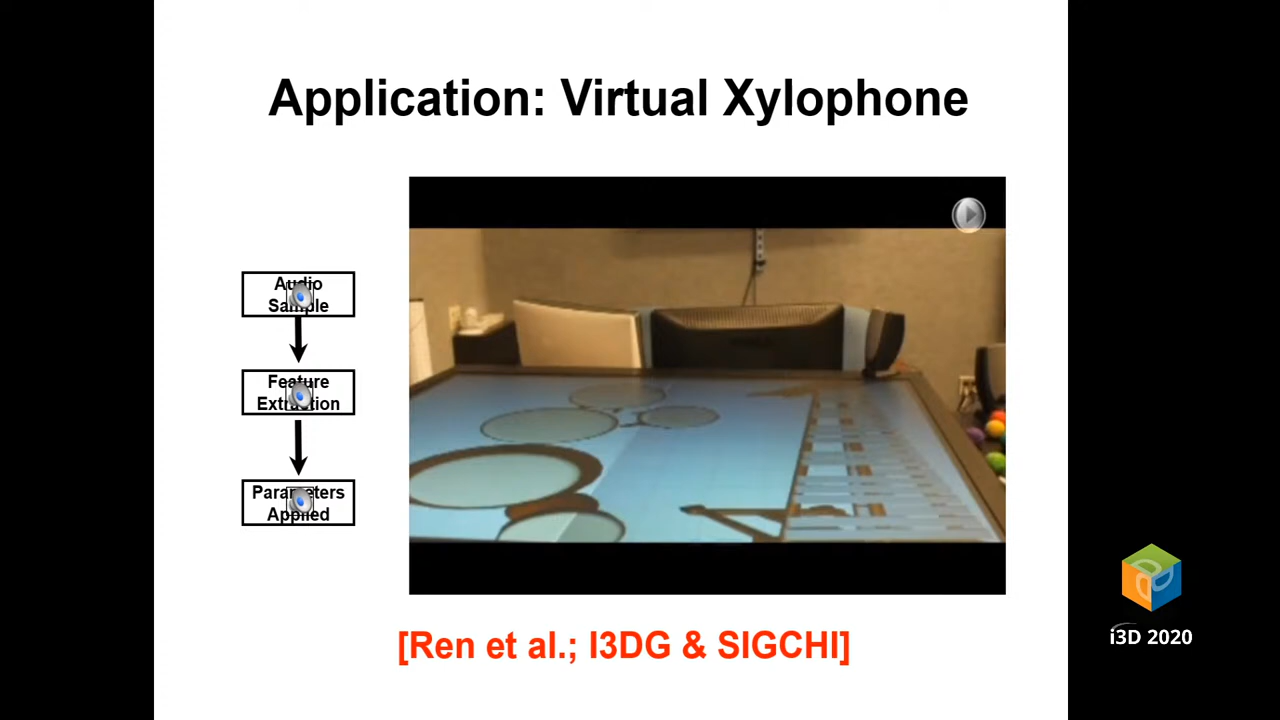 Application: Virtual Xylophone
Audio
Sample
Feature
Extraction
Parameters
Applied
[Ren et al.; I3DG & SIGCHI]
i3D 2020